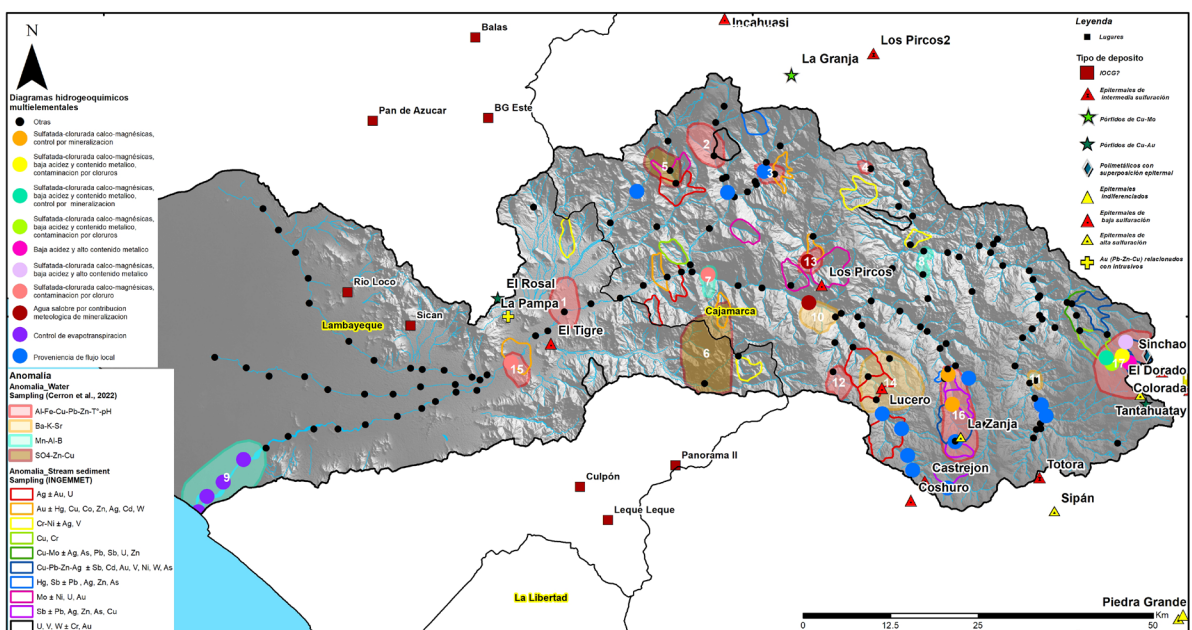 N
Diagramas hidrogeoquimicos
multielementales
Otras
Sulfatada-clorurada calco-magnésicas,
control por mineralizacion
Sulfatada-clorurada calco-magnésicas,
baja acidez y contenido metalico,
contaminacion por cloruros
Sulfatada-clorurada calco-magnésicas,
baja acidez y contenido metalico,
control por mineralizacion
Sulfatada-clorurada calco-magnésicas,
baja acidez y contenido metalico,
contaminacion por cloruros
Baja acidez y alto contenido metalico
Sulfatada-clorurada calco-magnésicas,
baja acidez y alto contenido metalico
Sulfatada-clorurada calco-magnésicas,
contaminacion por cloruro
Agua salobre por contribucion
meteologica de mineralizacion
Control de evapotranspiracion
Proveniencia de flujo local
Anomalia
Anomalia_Water
Sampling (Cerron et al., 2022)
Al-Fe-Cu-Pb-Zn-T°-pH
Ba-K-Sr
Mn-Al-B
SO4-Zn-Cu
Anomalia_Stream sediment
Sampling (INGEMMET)
Ag ± Au, U
Au ± Hg, Cu, Co, Zn, Ag, Cd, W
Cr-Ni ± Ag, V
Cu, Cr
Cu-Mo ± Ag, As, Pb, Sb, U, Zn
Cu-Pb-Zn-Ag ± Sb, Cd, Au, V, Ni, W, As
Hg, Sb ± Pb , Ag, Zn, As
Mo ± Ni, U, Au
Sb ± Pb, Ag, Zn, As, Cu
U, V, W ± Cr, Au
Balas
Incahuasi
Los Pircos2
La Granja
Pan de Azucar
BG Este
2
5
3
4
13
8
Los Pircos
7
Rio Loco
El Rosal
La Pampa
1
Cajamarca
10
Lambayeque
Sican
El Tigre
6
15
12
14
11
Lucero
16
La Zanja
Sinchao
El Dorado
Colorada
Tantahuatay
9
Castrejon
Coshuro
Totora
Sipán
Panorama II
Culpón
Leque Leque
La Libertad
Piedra Grande
Km
0
12.5
25
50
Leyenda
Lugares
Tipo de deposito
IOCG?
Epitermales de
intermedia sulfuración
Pórfidos de Cu-Mo
Pórfidos de Cu-Au
Polimetálicos con
superposición epitermal
Epitermales
indiferenciados
Epitermales de
baja sulfuración
Epitermales de
alta sulfuración
Au (Pb-Zn-Cu) relacionados
con intrusivos